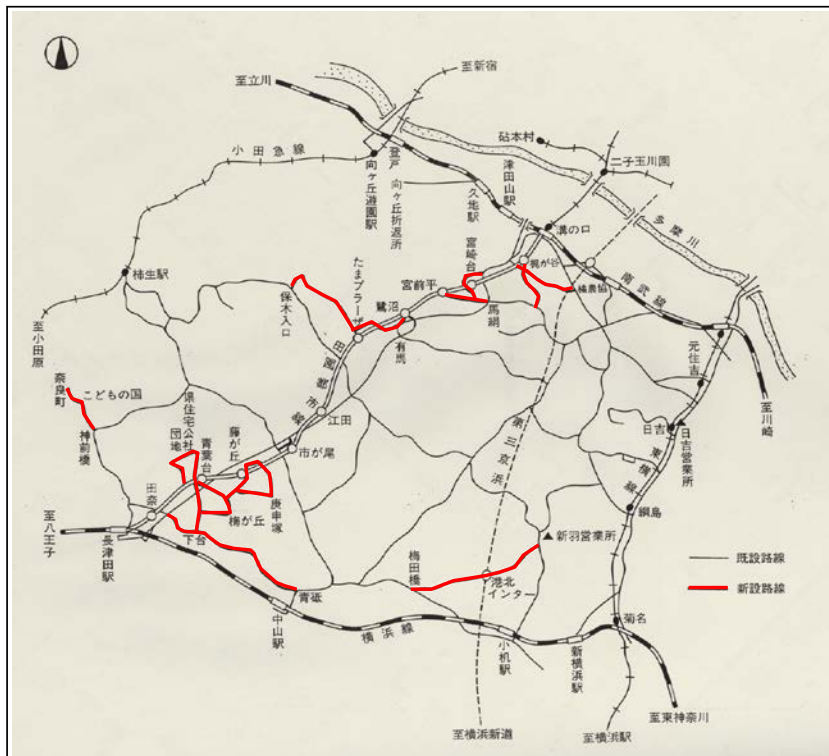 至新宿
至立川
砧本村
二子玉川園
小田急線
登戸
向ヶ丘遊園駅
向ヶ丘折返所
久地駅
津田山駅
多摩川
溝の口
柿生駅
宮崎台
梶が谷
橘農協
南武線
たまプラーザ
宮前平
保木入口
鷺沼
馬絹
有馬
至小田原
元住吉
奈良町
こどもの国
田園都市線
第三京浜
至川崎
県住宅公社団地
藤が丘
青葉台
江田
日吉
日吉営業所
神前橋
市が尾
東横線
田奈
梅が丘
庚申塚
綱島
至八王子
下台
新羽営業所
長津田駅
梅田橋
既設路線
港北インター
新設路線
青砥
中山駅
横浜線
菊名
小机駅
新横浜駅
至東神奈川
至横浜新道
至横浜駅